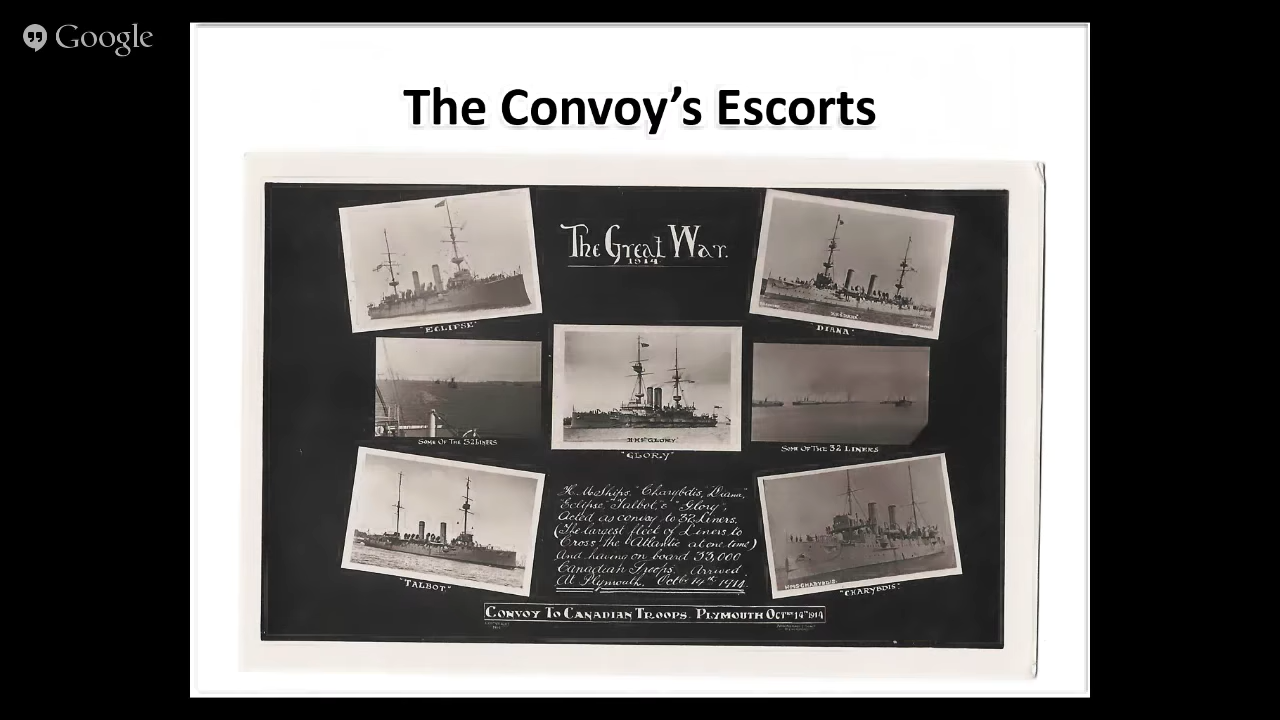 Google
The Convoy's Escorts
The Great War.
1914
"ECLIPSE"
"DIANA"
SOME OF THE 32 LINERS
H.M.S. "GLORY."
"GLORY"
SOME OF THE 32 LINERS
H.M. Ships. "Charybdis," "Diana,"
"Eclipse," "Talbot," & "Glory",
Acted as convoy to 32 Liners.
(The largest fleet of Liners to
Cross the Atlantic at one time)
And having on board 33,000
Canadian Troops. Arrived
At Plymouth. Octbr 14th 1914.
"TALBOT"
H.M.S. CHARYBDIS.
"CHARYBDIS"
CONVOY TO CANADIAN TROOPS. PLYMOUTH OCTBR 14TH 1914